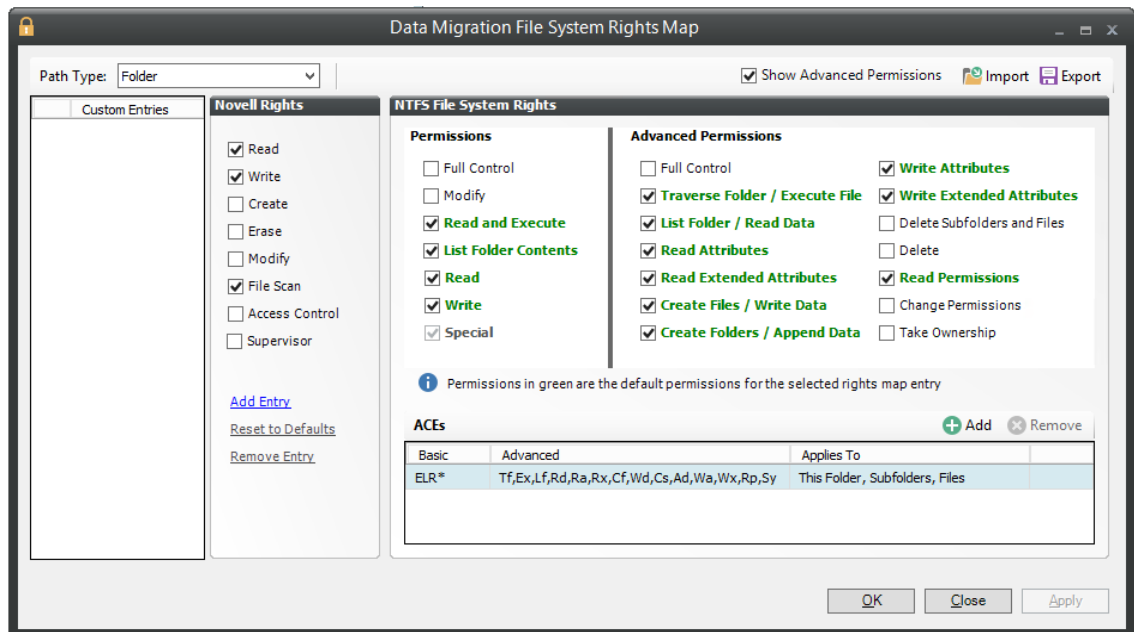 Data Migration File System Rights Map
Path Type: Folder
Show Advanced Permissions Import Export
Custom Entries
Novell Rights
Read
Write
Create
Erase
Modify
File Scan
Access Control
Supervisor
Add Entry
Reset to Defaults
Remove Entry
NTFS File System Rights
Permissions
Full Control
Modify
Read and Execute
List Folder Contents
Read
Write
Special
Advanced Permissions
Full Control
Traverse Folder / Execute File
List Folder / Read Data
Read Attributes
Read Extended Attributes
Create Files / Write Data
Create Folders / Append Data
Write Attributes
Write Extended Attributes
Delete Subfolders and Files
Delete
Read Permissions
Change Permissions
Take Ownership
Permissions in green are the default permissions for the selected rights map entry
ACEs Add Remove
Basic Advanced Applies To
ELR* Tf,Ex,Lf,Rd,Ra,Rx,Cf,Wd,Cs,Ad,Wa,Wx,Rp,Sy This Folder, Subfolders, Files
OK Close Apply